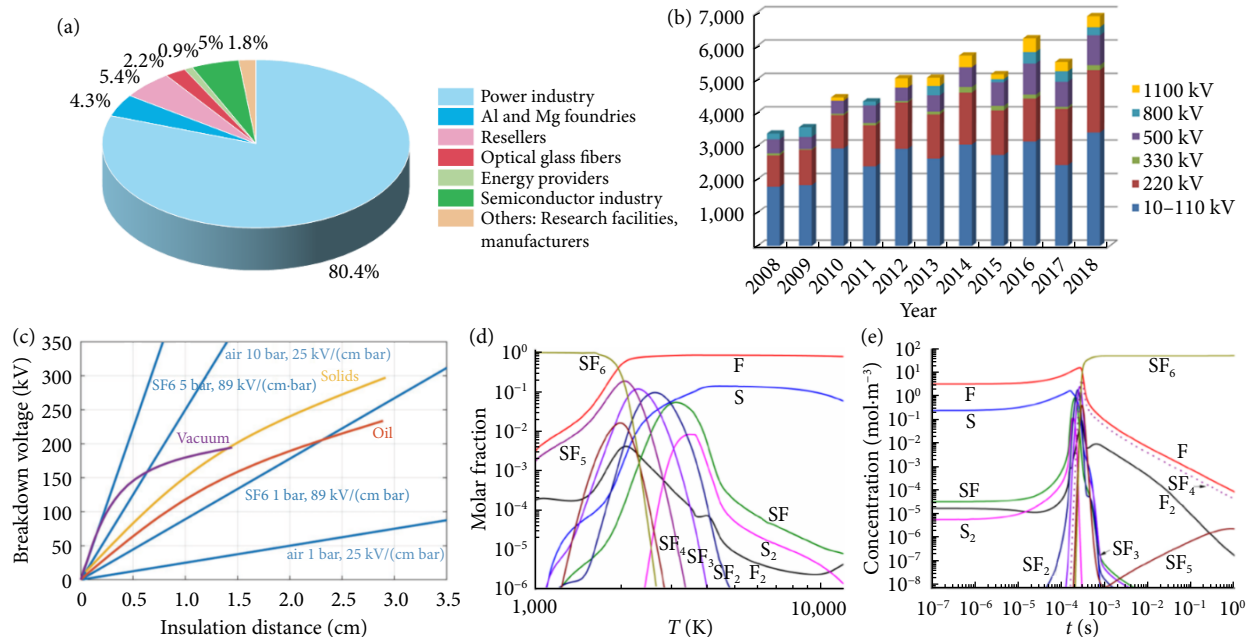 (a)
0.9% 5% 1.8%
2.2%
5.4%
4.3%
80.4%
Power industry
Al and Mg foundries
Resellers
Optical glass fibers
Energy providers
Semiconductor industry
Others: Research facilities,
manufacturers
(b)
7,000
6,000
5,000
4,000
3,000
2,000
1,000
2008
2009
2010
2011
2012
2013
2014
2015
2016
2017
2018
Year
1100 kV
800 kV
500 kV
330 kV
220 kV
10–110 kV
(c)
Breakdown voltage (kV)
350
300
250
200
150
100
50
0
air 10 bar, 25 kV/(cm bar)
SF6 5 bar, 89 kV/(cm·bar)
Solids
Vacuum
Oil
SF6 1 bar, 89 kV/(cm bar)
air 1 bar, 25 kV/(cm bar)
0 0.5 1.0 1.5 2.0 2.5 3.0 3.5
Insulation distance (cm)
(d)
Molar fraction
10⁰
10⁻¹
10⁻²
10⁻³
10⁻⁴
10⁻⁵
10⁻⁶
SF₆
F
S
SF₅
SF
S₂
SF₄ SF₃ SF₂ F₂
1,000 10,000
T (K)
(e)
Concentration (mol·m⁻³)
10²
10¹
10⁰
10⁻¹
10⁻²
10⁻³
10⁻⁴
10⁻⁵
10⁻⁶
10⁻⁷
10⁻⁸
SF₆
F
S
F
SF₄
SF
F₂
S₂
SF₂
SF₃
SF₅
10⁻⁷ 10⁻⁶ 10⁻⁵ 10⁻⁴ 10⁻³ 10⁻² 10⁻¹ 10⁰
t (s)